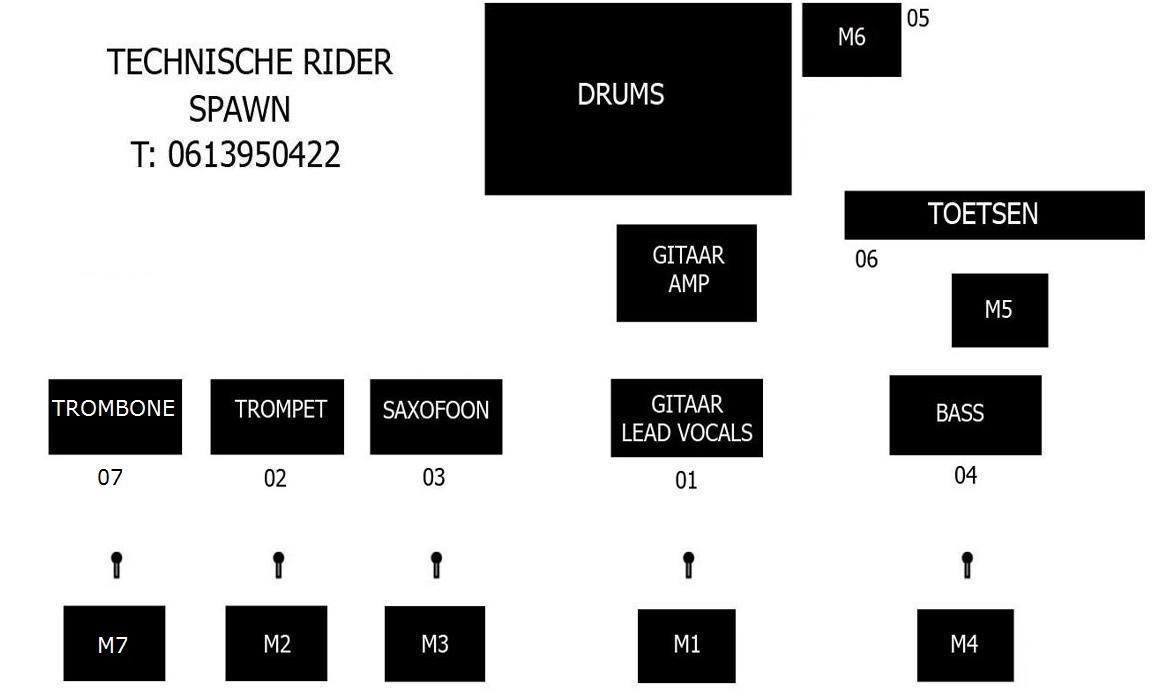 TECHNISCHE RIDER
SPAWN
T: 0613950422
DRUMS
M6
05
TOETSEN
06
GITAAR
AMP
M5
TROMBONE
07
TROMPET
02
SAXOFOON
03
GITAAR
LEAD VOCALS
01
BASS
04
M7
M2
M3
M1
M4